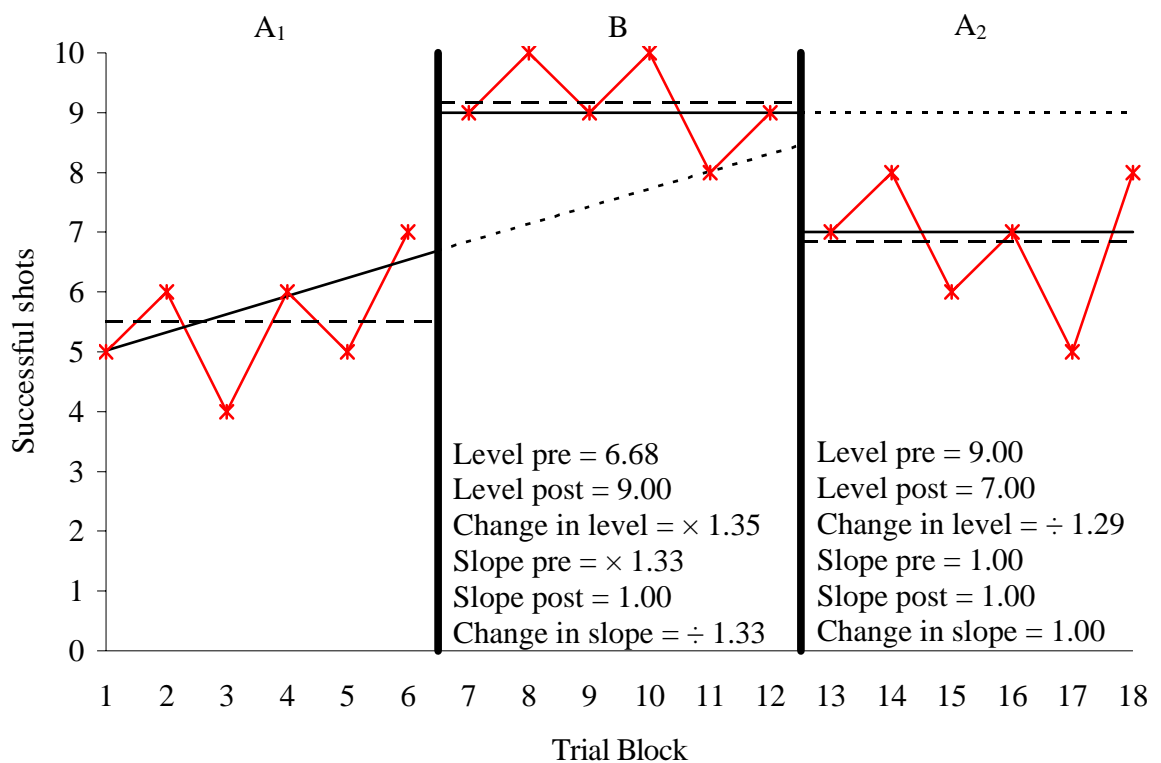 A₁ B A₂
10
9
8
7
6
5
4
3
2
1
0
Successful shots
Level pre = 6.68
Level post = 9.00
Change in level = × 1.35
Slope pre = × 1.33
Slope post = 1.00
Change in slope = ÷ 1.33
Level pre = 9.00
Level post = 7.00
Change in level = ÷ 1.29
Slope pre = 1.00
Slope post = 1.00
Change in slope = 1.00
1 2 3 4 5 6 7 8 9 10 11 12 13 14 15 16 17 18
Trial Block